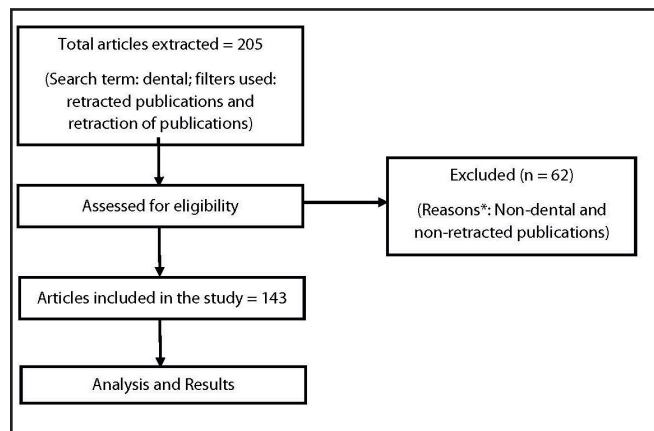 Total articles extracted = 205
(Search term: dental; filters used:
retracted publications and
retraction of publications)
Assessed for eligibility
Excluded (n = 62)
(Reasons*: Non-dental and
non-retracted publications)
Articles included in the study = 143
Analysis and Results